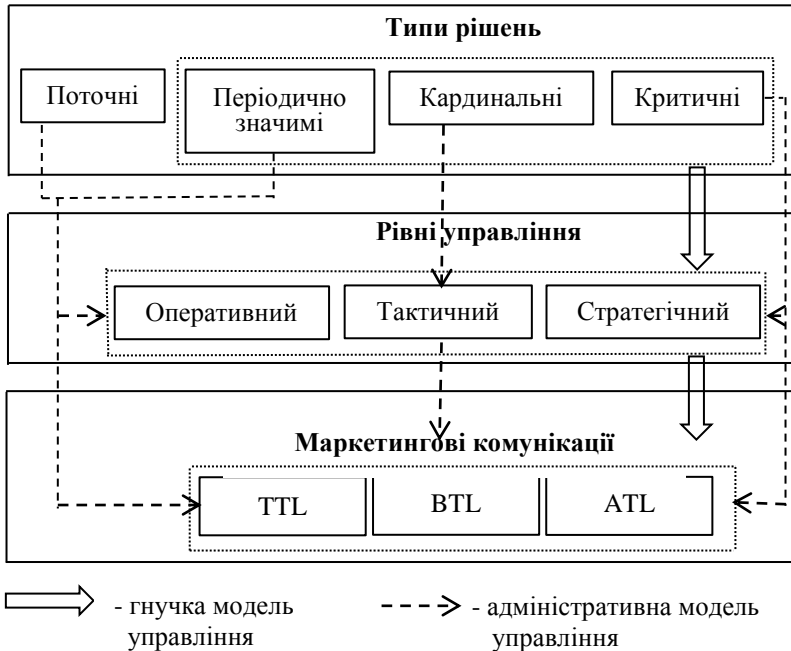 Типи рішень
Поточні
Періодично
значимі
Кардинальні
Критичні
Рівні управління
Оперативний
Тактичний
Стратегічний
Маркетингові комунікації
TTL
BTL
ATL
- гнучка модель
управління
- адміністративна модель
управління